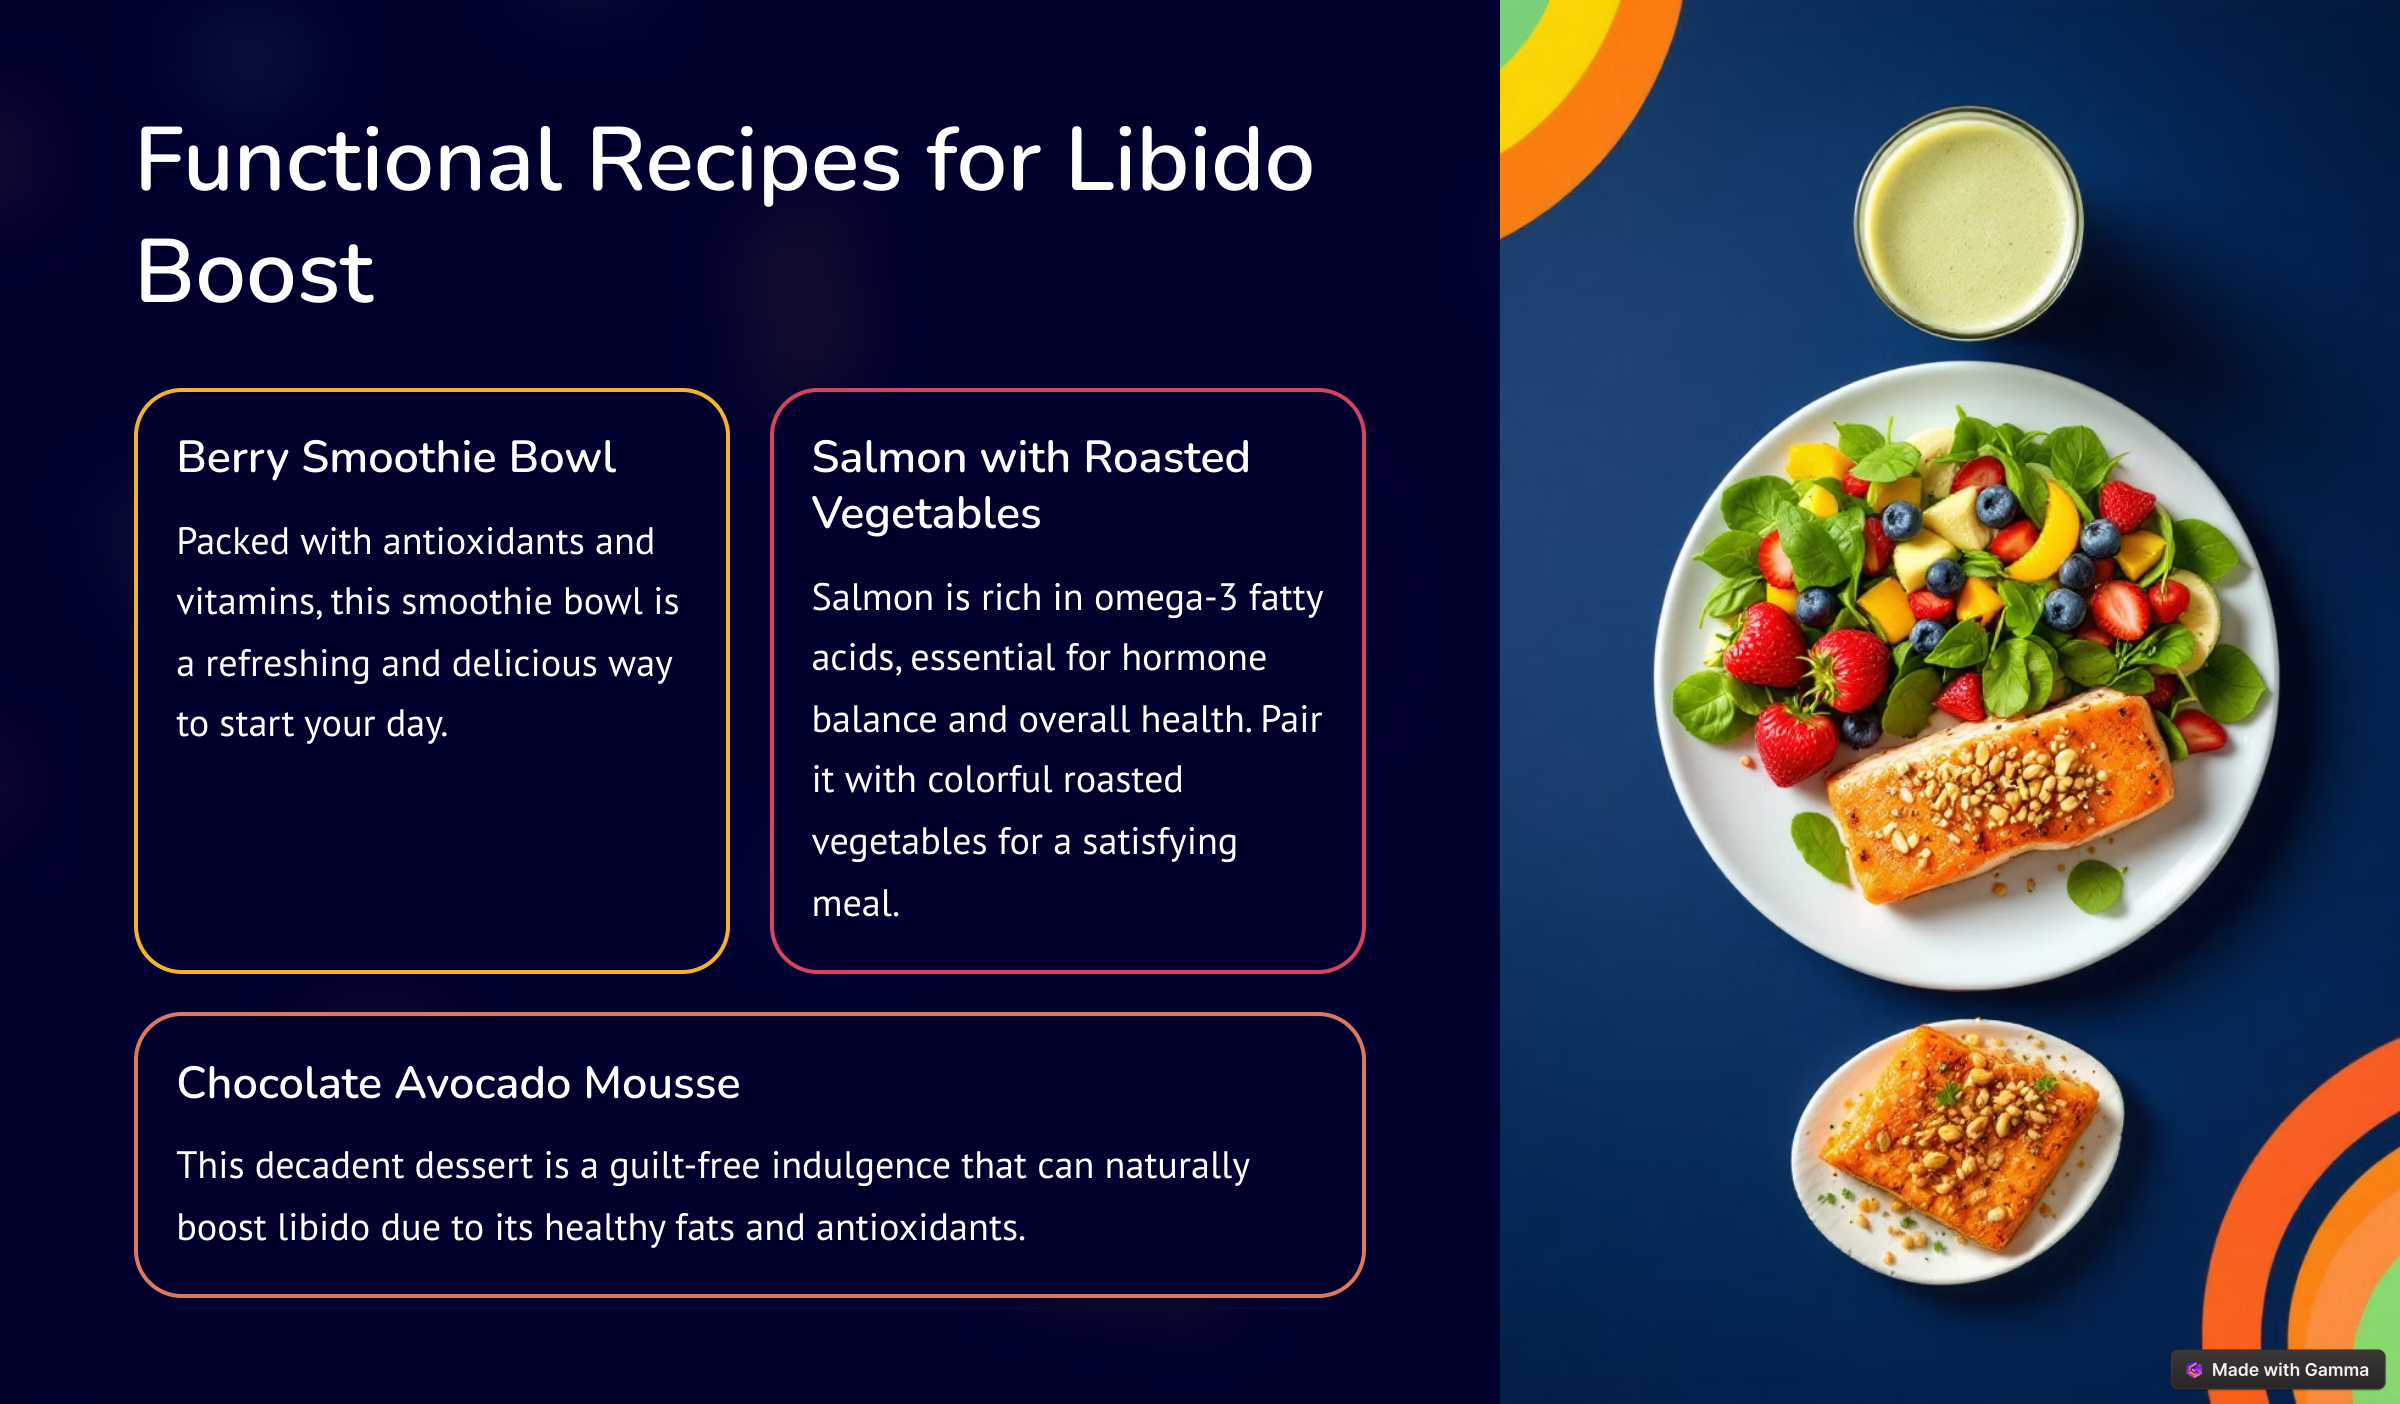 Functional Recipes for Libido
Boost
Berry Smoothie Bowl
Packed with antioxidants and
vitamins, this smoothie bowl is
a refreshing and delicious way
to start your day.
Salmon with Roasted
Vegetables
Salmon is rich in omega-3 fatty
acids, essential for hormone
balance and overall health. Pair
it with colorful roasted
vegetables for a satisfying
meal.
Chocolate Avocado Mousse
This decadent dessert is a guilt-free indulgence that can naturally
boost libido due to its healthy fats and antioxidants.
Made with Gamma